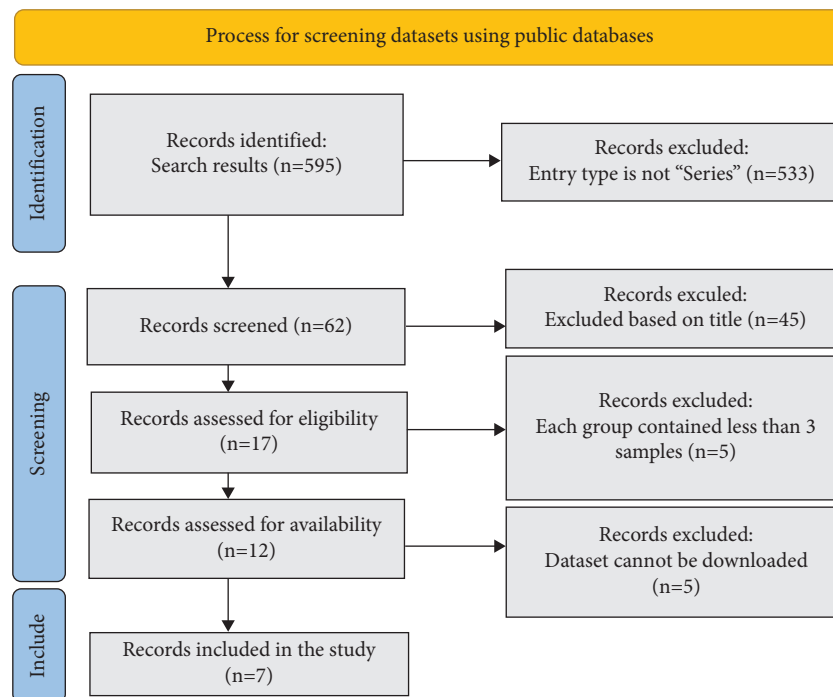 Process for screening datasets using public databases
Identification
Records identified:
Search results (n=595)
Records excluded:
Entry type is not “Series” (n=533)
Screening
Records screened (n=62)
Records exculed:
Excluded based on title (n=45)
Records assessed for eligibility
(n=17)
Records excluded:
Each group contained less than 3
samples (n=5)
Records assessed for availability
(n=12)
Records excluded:
Dataset cannot be downloaded
(n=5)
Include
Records included in the study
(n=7)